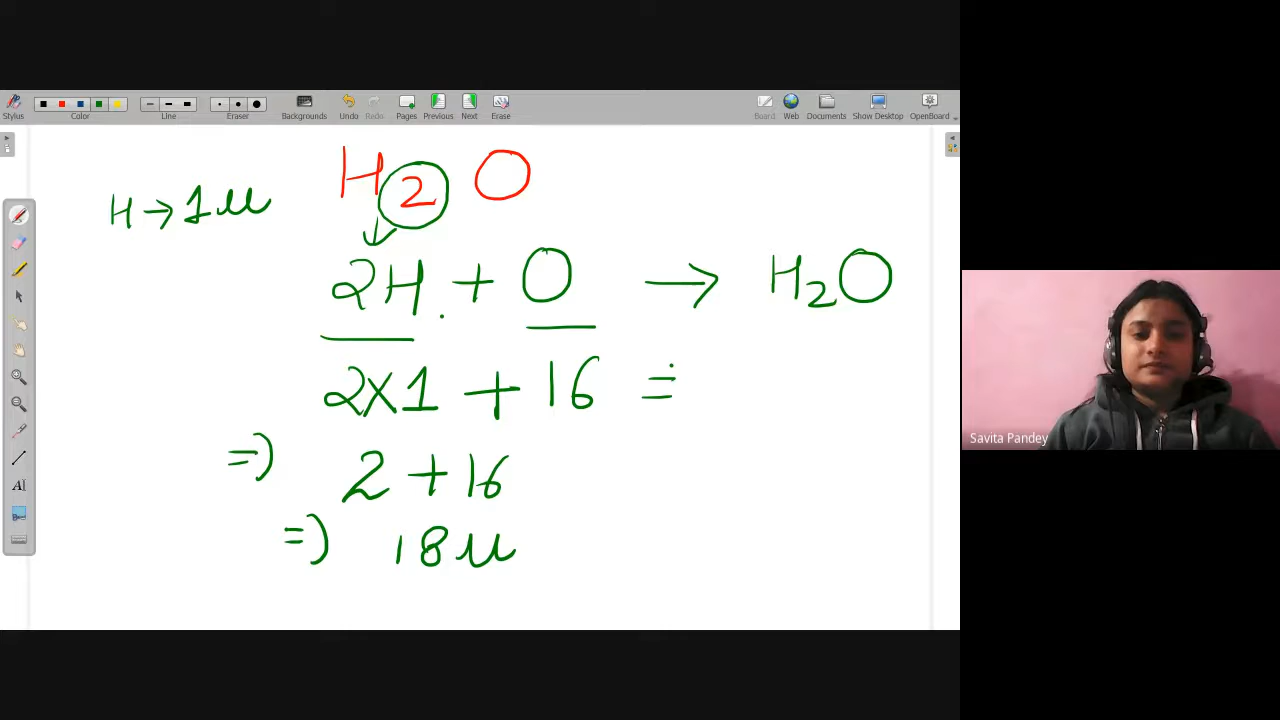 Stylus Color Line Eraser Backgrounds Undo Redo Pages Previous Next Erase Board Web Documents Show Desktop OpenBoard
H₂O
H → 1u
2H + O → H₂O
2×1 + 16 =
⇒ 2 + 16
⇒ 18u
Savita Pandey